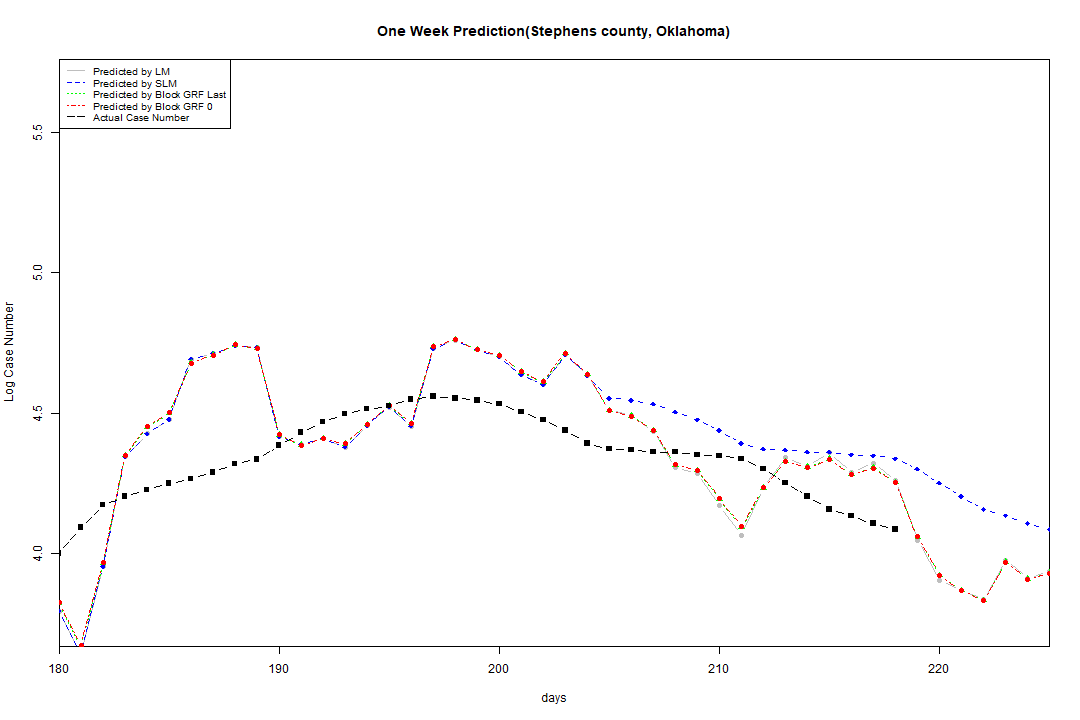 One Week Prediction(Stephens county, Oklahoma)
Predicted by LM
Predicted by SLM
Predicted by Block GRF Last
Predicted by Block GRF 0
Actual Case Number
5.5
5.0
4.5
4.0
Log Case Number
180 190 200 210 220
days